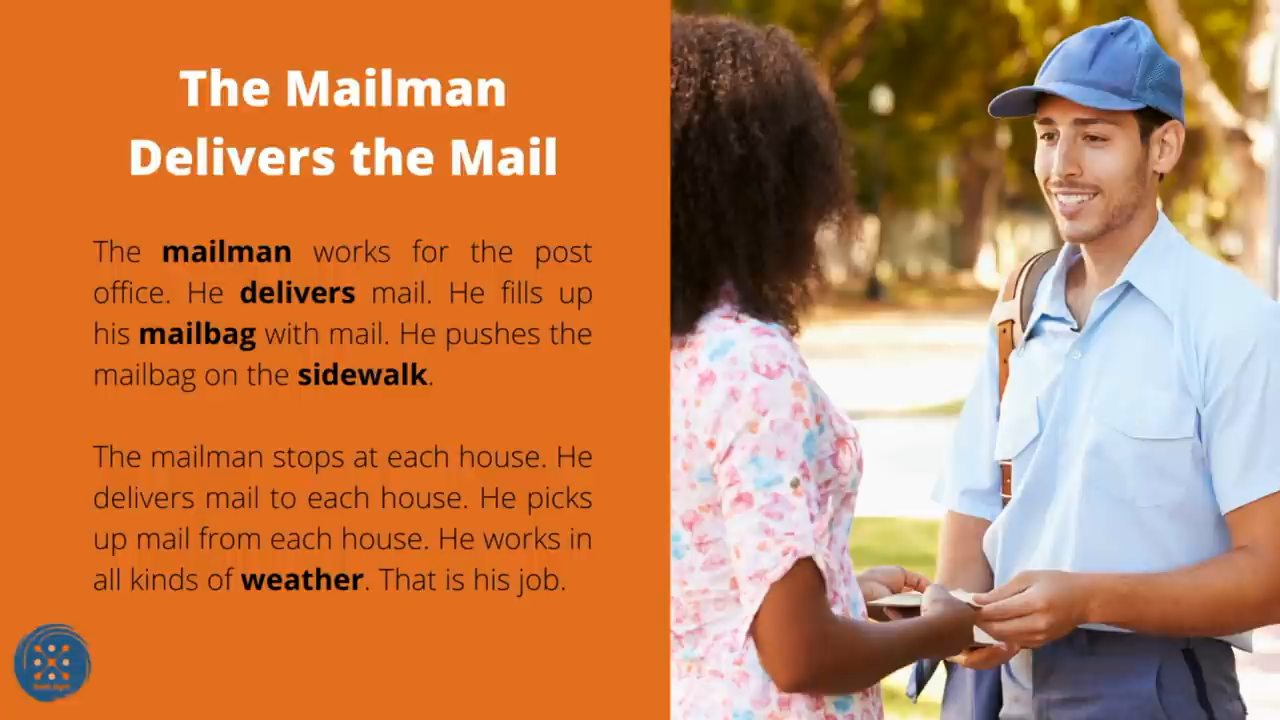 The Mailman
Delivers the Mail
The mailman works for the post
office. He delivers mail. He fills up
his mailbag with mail. He pushes the
mailbag on the sidewalk.
The mailman stops at each house. He
delivers mail to each house. He picks
up mail from each house. He works in
all kinds of weather. That is his job.